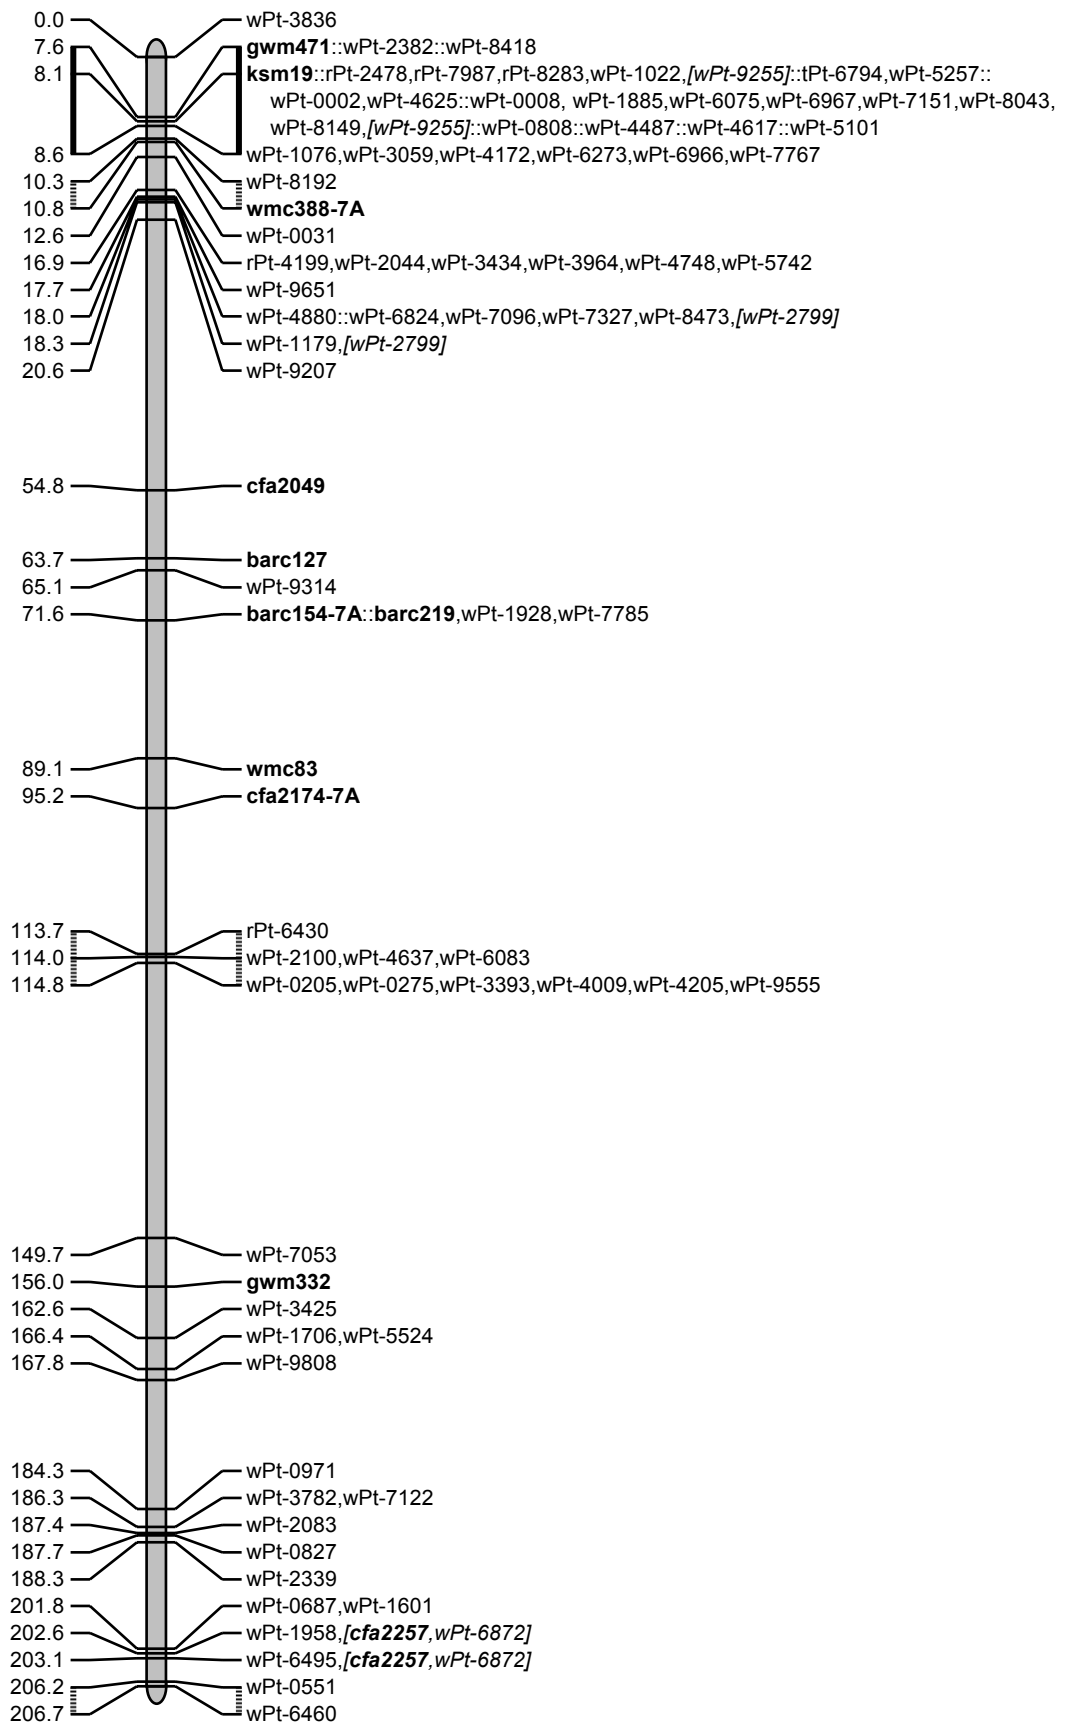 0.0 wPt-3836
7.6 gwm471::wPt-2382::wPt-8418
8.1 ksm19::rPt-2478,rPt-7987,rPt-8283,wPt-1022,[wPt-9255]::tPt-6794,wPt-5257::
wPt-0002,wPt-4625::wPt-0008, wPt-1885,wPt-6075,wPt-6967,wPt-7151,wPt-8043,
wPt-8149,[wPt-9255]::wPt-0808::wPt-4487::wPt-4617::wPt-5101
8.6 wPt-1076,wPt-3059,wPt-4172,wPt-6273,wPt-6966,wPt-7767
10.3 wPt-8192
10.8 wmc388-7A
12.6 wPt-0031
16.9 rPt-4199,wPt-2044,wPt-3434,wPt-3964,wPt-4748,wPt-5742
17.7 wPt-9651
18.0 wPt-4880::wPt-6824,wPt-7096,wPt-7327,wPt-8473,[wPt-2799]
18.3 wPt-1179,[wPt-2799]
20.6 wPt-9207
54.8 cfa2049
63.7 barc127
65.1 wPt-9314
71.6 barc154-7A::barc219,wPt-1928,wPt-7785
89.1 wmc83
95.2 cfa2174-7A
113.7 rPt-6430
114.0 wPt-2100,wPt-4637,wPt-6083
114.8 wPt-0205,wPt-0275,wPt-3393,wPt-4009,wPt-4205,wPt-9555
149.7 wPt-7053
156.0 gwm332
162.6 wPt-3425
166.4 wPt-1706,wPt-5524
167.8 wPt-9808
184.3 wPt-0971
186.3 wPt-3782,wPt-7122
187.4 wPt-2083
187.7 wPt-0827
188.3 wPt-2339
201.8 wPt-0687,wPt-1601
202.6 wPt-1958,[cfa2257,wPt-6872]
203.1 wPt-6495,[cfa2257,wPt-6872]
206.2 wPt-0551
206.7 wPt-6460